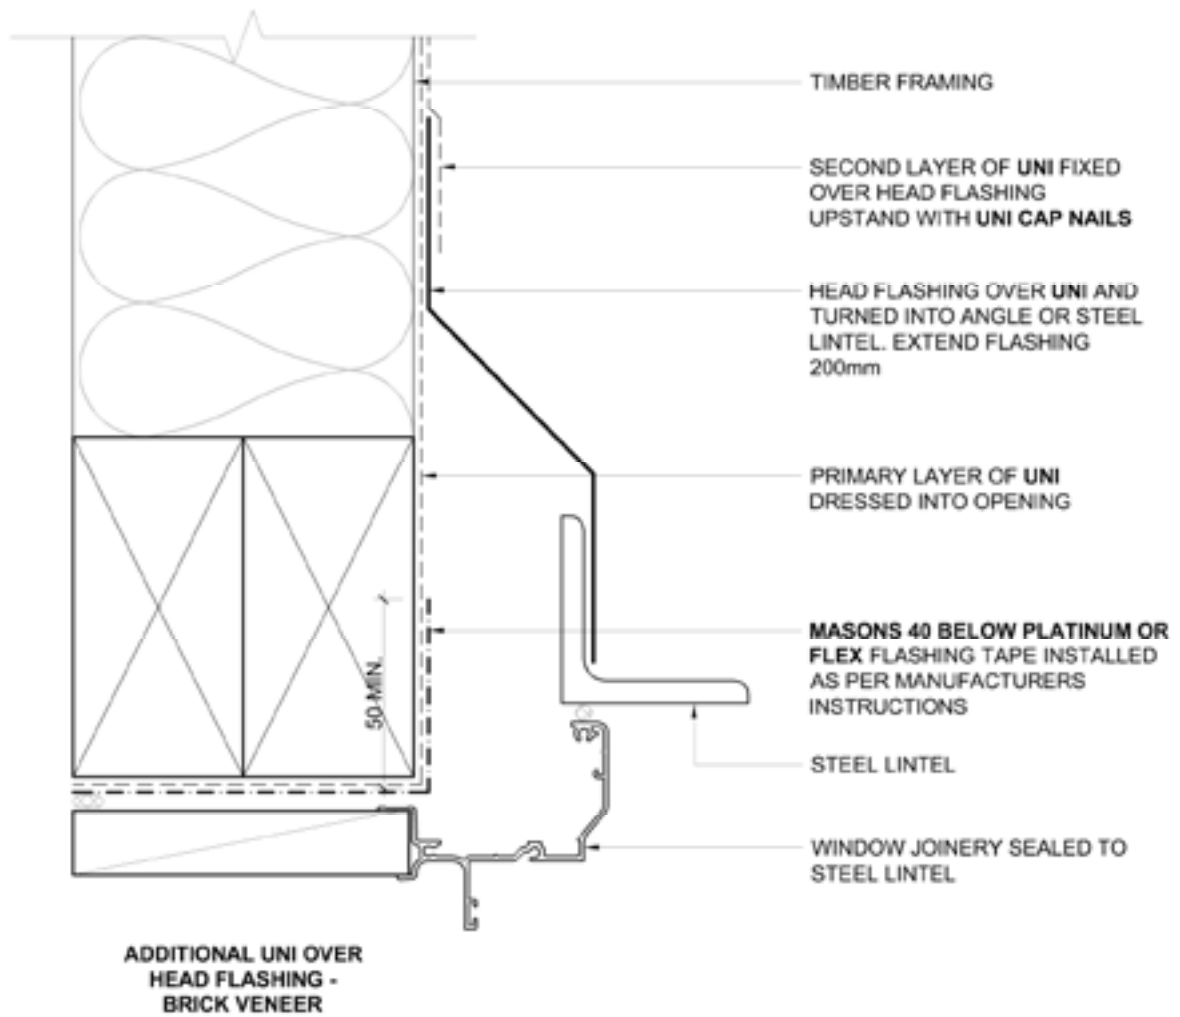 TIMBER FRAMING
SECOND LAYER OF UNI FIXED
OVER HEAD FLASHING
UPSTAND WITH UNI CAP NAILS
HEAD FLASHING OVER UNI AND
TURNED INTO ANGLE OR STEEL
LINTEL. EXTEND FLASHING
200mm
PRIMARY LAYER OF UNI
DRESSED INTO OPENING
50 MIN.
MASONS 40 BELOW PLATINUM OR
FLEX FLASHING TAPE INSTALLED
AS PER MANUFACTURERS
INSTRUCTIONS
STEEL LINTEL
WINDOW JOINERY SEALED TO
STEEL LINTEL
ADDITIONAL UNI OVER
HEAD FLASHING -
BRICK VENEER